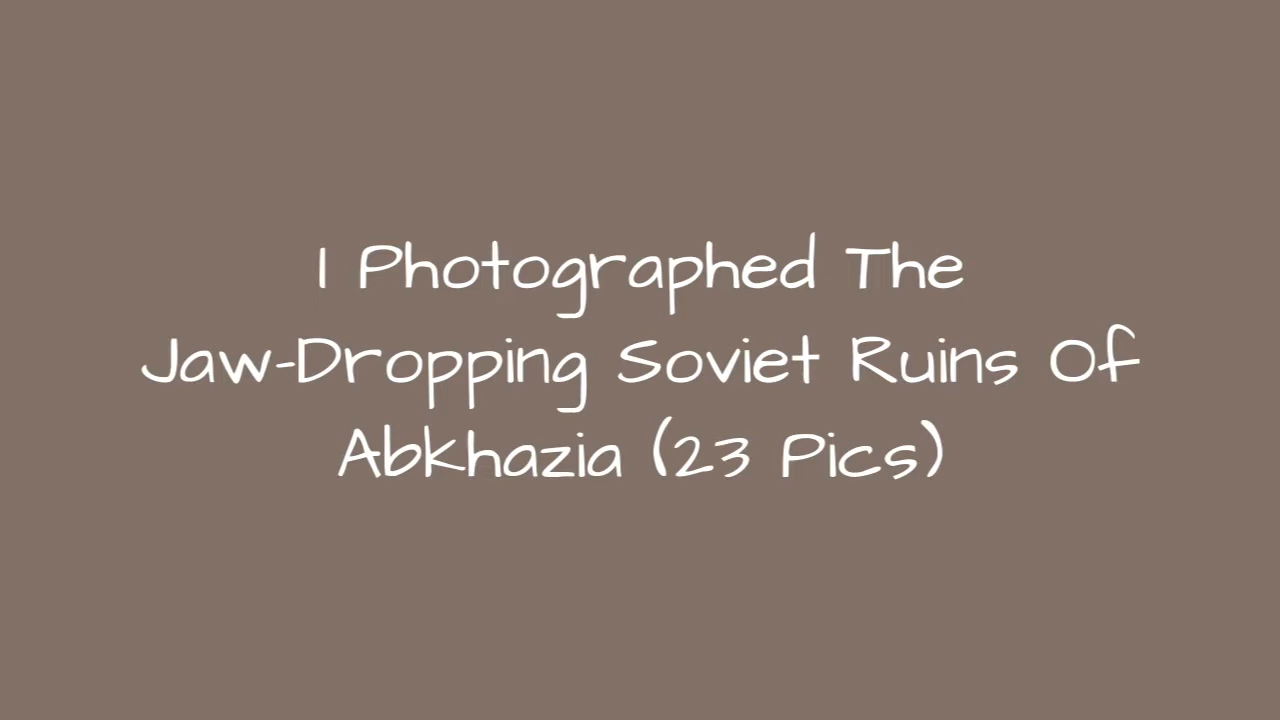 I Photographed The
Jaw-Dropping Soviet Ruins Of
Abkhazia (23 Pics)